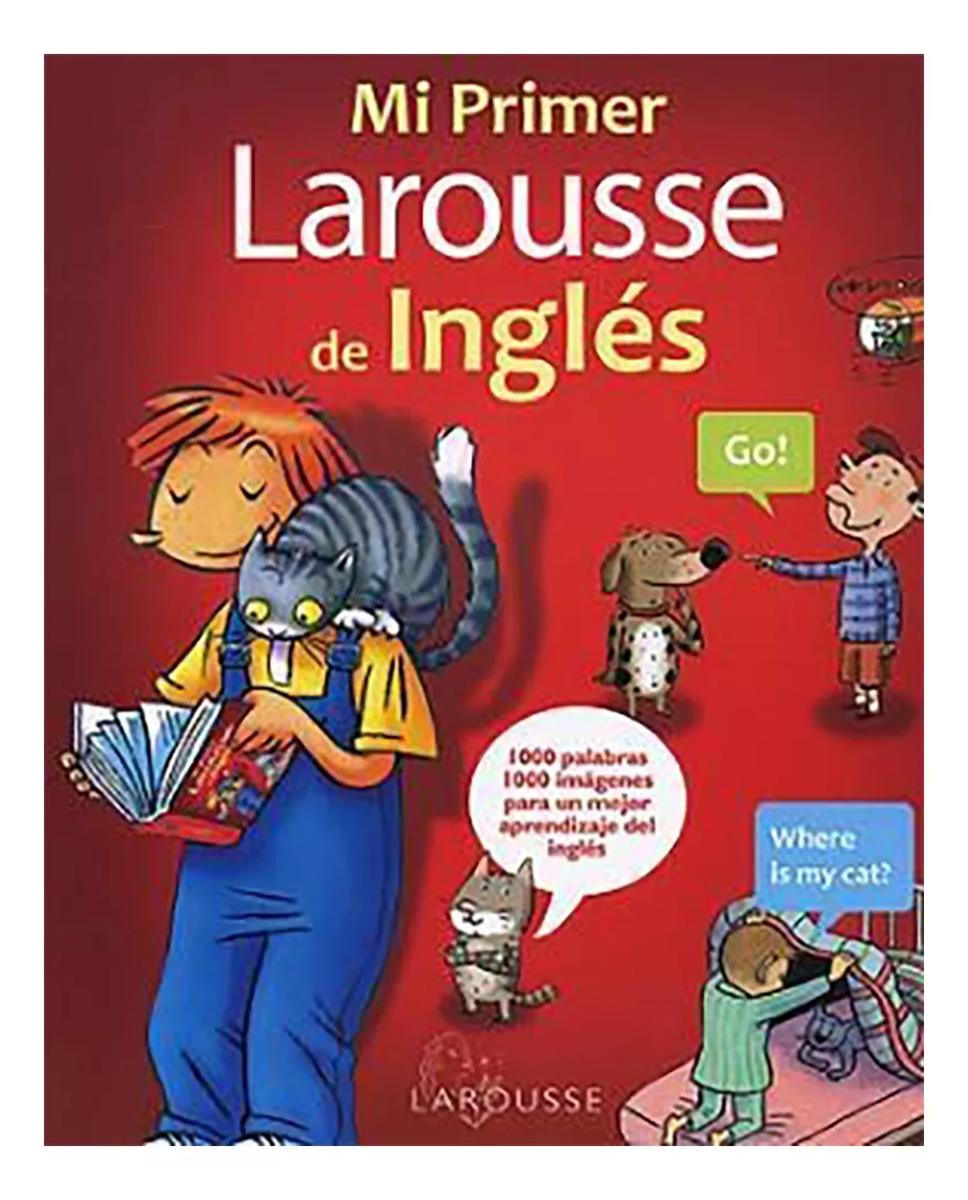 Mi Primer
Larousse
de Inglés
Go!
1000 palabras
1000 imágenes
para un mejor
aprendizaje del
inglés
Where
is my cat?
LAROUSSE